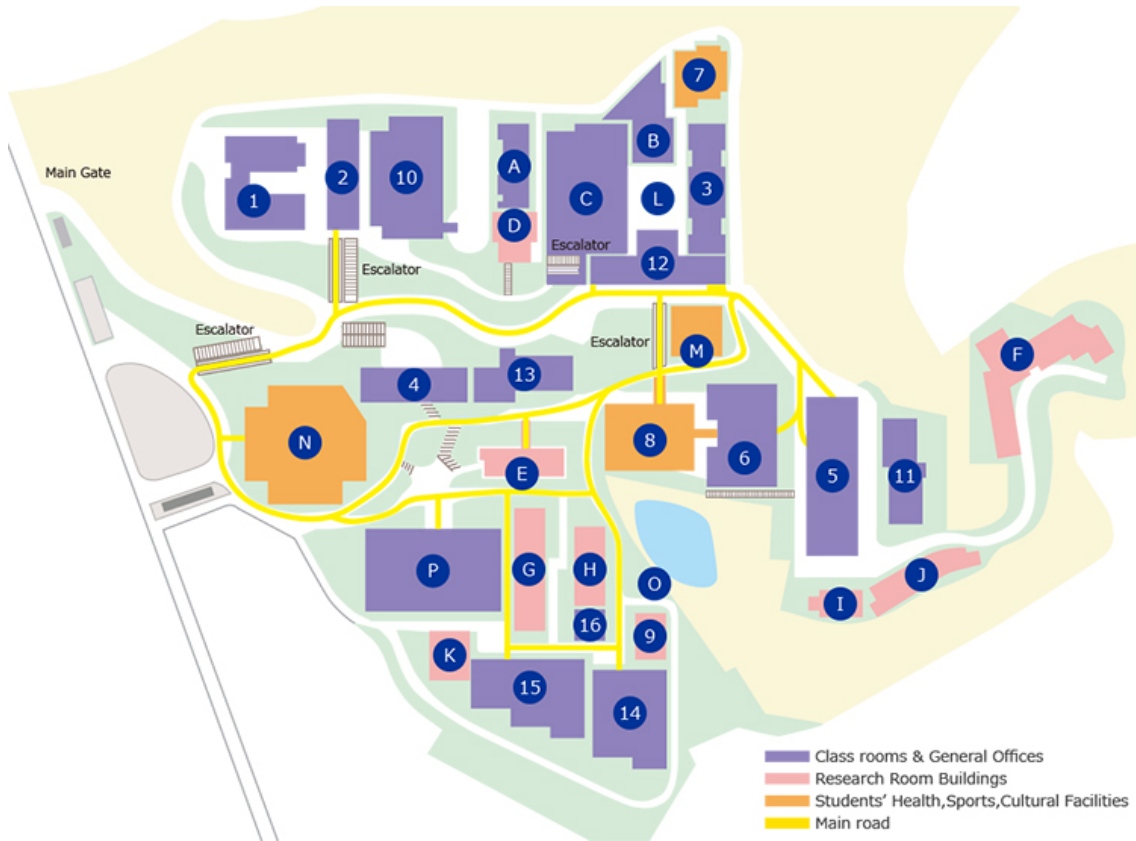 7
B
2
10
A
Main Gate
1
C
L
3
D
Escalator
12
Escalator
Escalator
Escalator
M
F
4
13
N
8
6
E
5
11
P
G
H
O
J
I
16
9
K
15
14
Class rooms & General Offices
Research Room Buildings
Students’ Health,Sports,Cultural Facilities
Main road